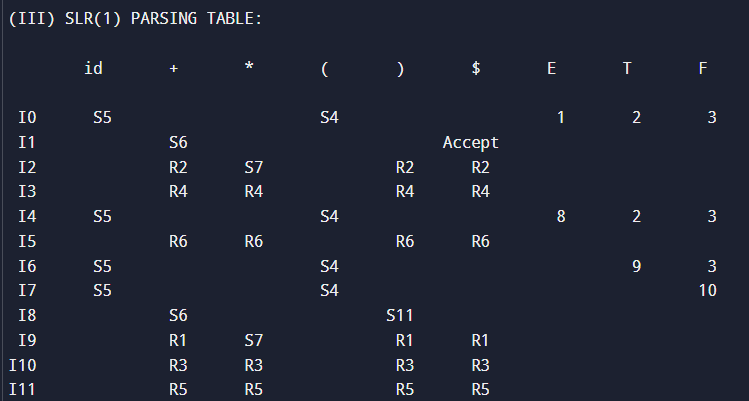 (III) SLR(1) PARSING TABLE:
id + * ( ) $ E T F
I0 S5 S4 1 2 3
I1 S6 Accept
I2 R2 S7 R2 R2
I3 R4 R4 R4 R4
I4 S5 S4 8 2 3
I5 R6 R6 R6 R6
I6 S5 S4 9 3
I7 S5 S4 10
I8 S6 S11
I9 R1 S7 R1 R1
I10 R3 R3 R3 R3
I11 R5 R5 R5 R5